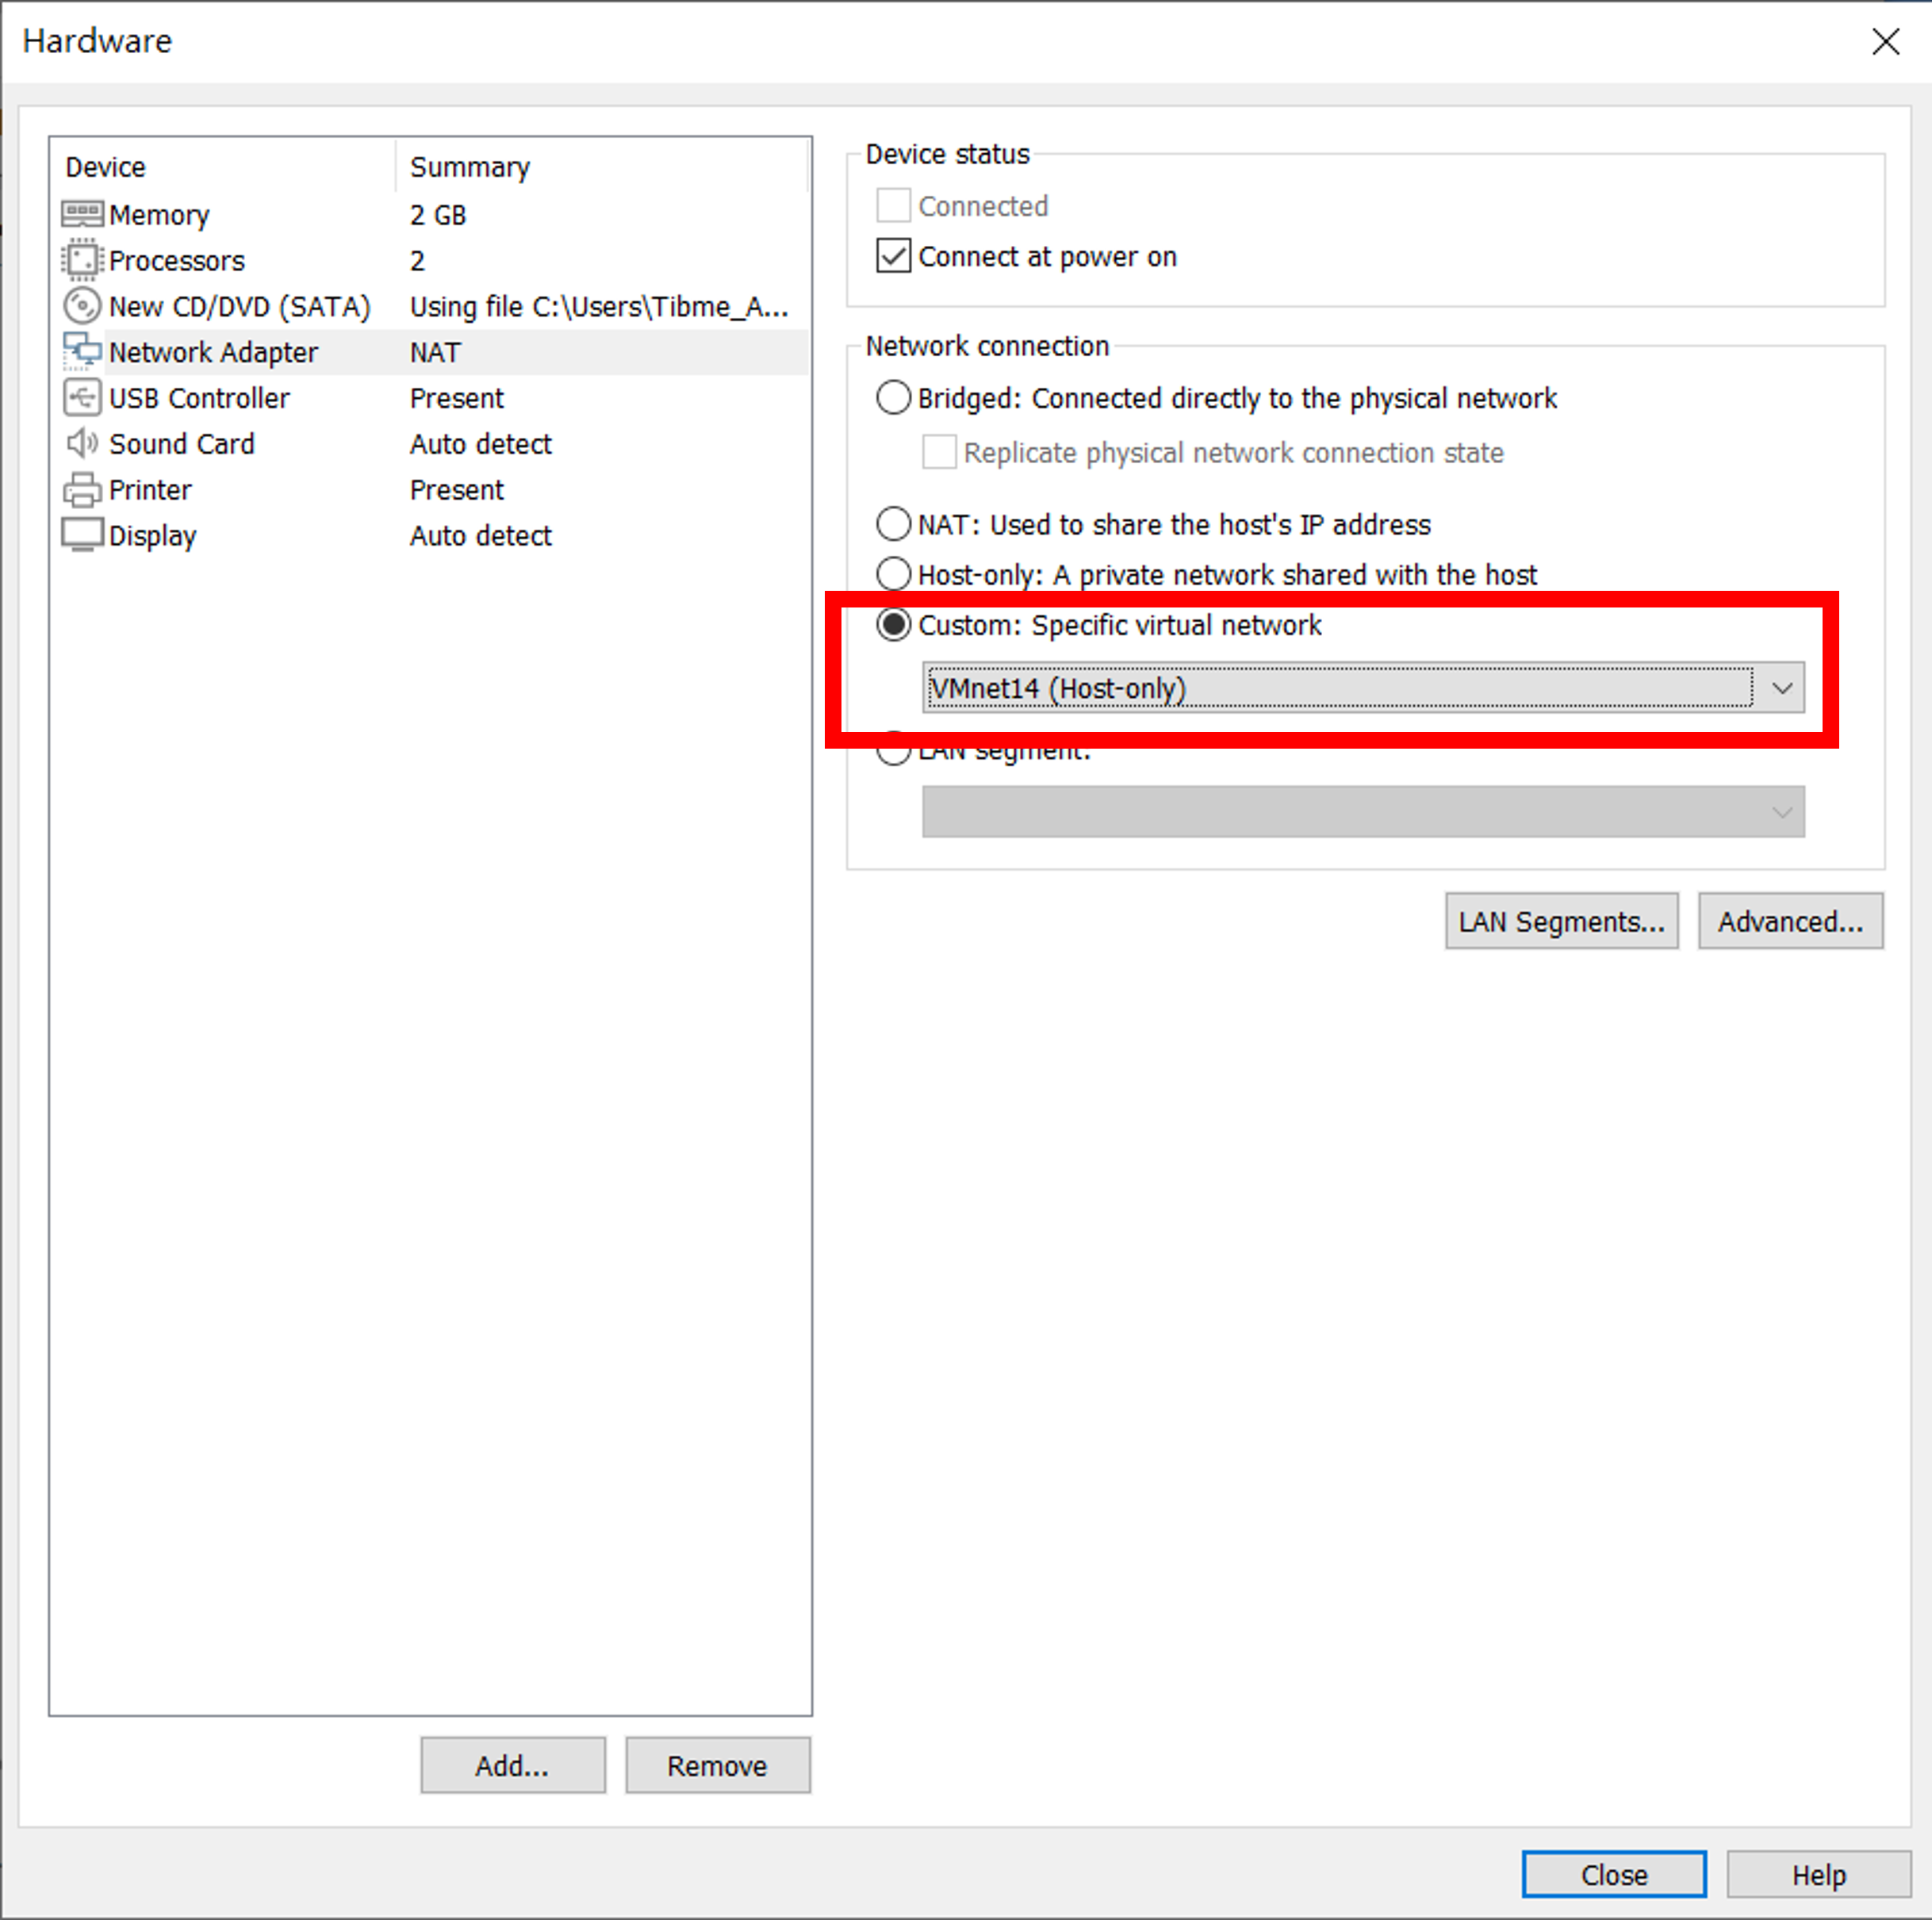 Hardware
Device Summary
Memory 2 GB
Processors 2
New CD/DVD (SATA) Using file C:\Users\Tibme_A...
Network Adapter NAT
USB Controller Present
Sound Card Auto detect
Printer Present
Display Auto detect
Add... Remove
Device status
Connected
Connect at power on
Network connection
Bridged: Connected directly to the physical network
Replicate physical network connection state
NAT: Used to share the host's IP address
Host-only: A private network shared with the host
Custom: Specific virtual network
VMnet14 (Host-only)
LAN segment:
LAN Segments... Advanced...
Close Help